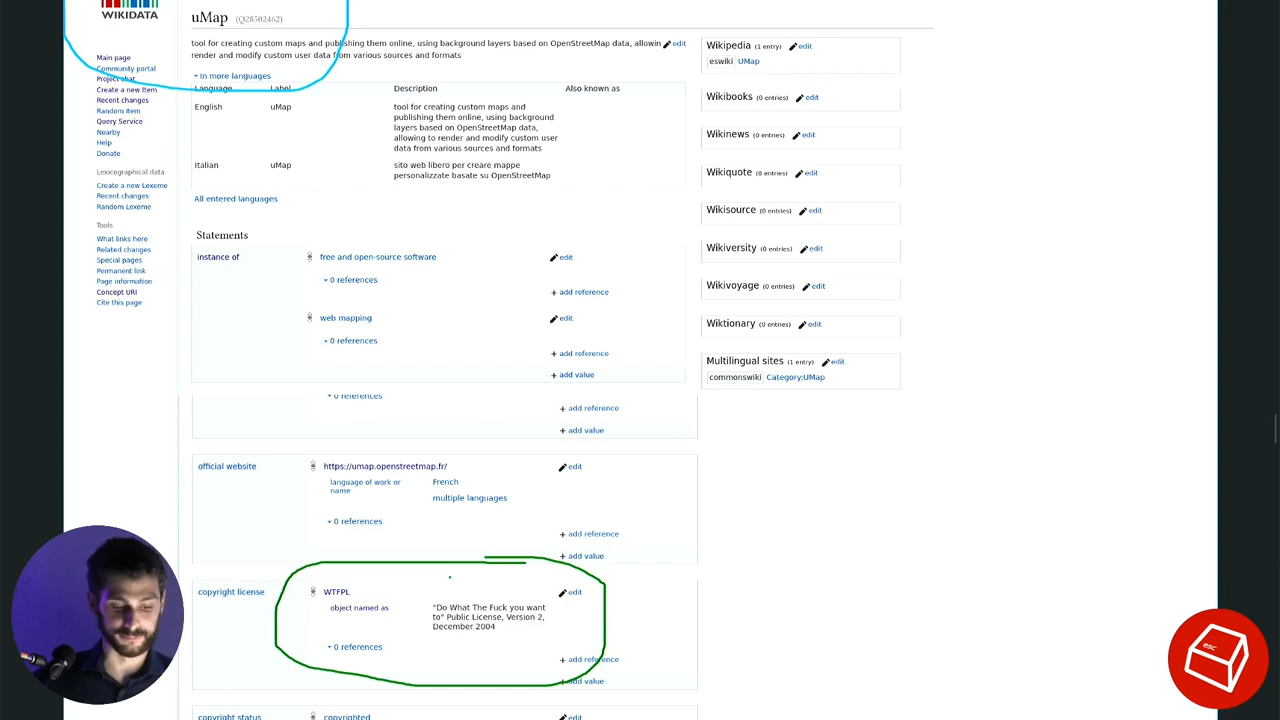 WIKIDATA
Main page
Community portal
Project chat
Create a new Item
Recent changes
Random Item
Query Service
Nearby
Help
Donate
Lexicographical data
Create a new Lexeme
Recent changes
Random Lexeme
Tools
What links here
Related changes
Special pages
Permanent link
Page information
Concept URI
Cite this page
uMap (Q28502462)
tool for creating custom maps and publishing them online, using background layers based on OpenStreetMap data, allowin edit
render and modify custom user data from various sources and formats
In more languages
Language Label Description Also known as
English uMap tool for creating custom maps and
publishing them online, using background
layers based on OpenStreetMap data,
allowing to render and modify custom user
data from various sources and formats
Italian uMap sito web libero per creare mappe
personalizzate basate su OpenStreetMap
All entered languages
Statements
instance of free and open-source software edit
0 references
+ add reference
web mapping edit
0 references
+ add reference
+ add value
0 references
+ add reference
+ add value
official website https://umap.openstreetmap.fr/ edit
language of work or
name
French
multiple languages
0 references
+ add reference
+ add value
copyright license WTFPL edit
object named as "Do What The Fuck you want
to" Public License, Version 2,
December 2004
0 references
+ add reference
+ add value
copyright status copyrighted edit
Wikipedia (1 entry) edit
eswiki UMap
Wikibooks (0 entries) edit
Wikinews (0 entries) edit
Wikiquote (0 entries) edit
Wikisource (0 entries) edit
Wikiversity (0 entries) edit
Wikivoyage (0 entries) edit
Wiktionary (0 entries) edit
Multilingual sites (1 entry) edit
commonswiki Category:UMap
esc